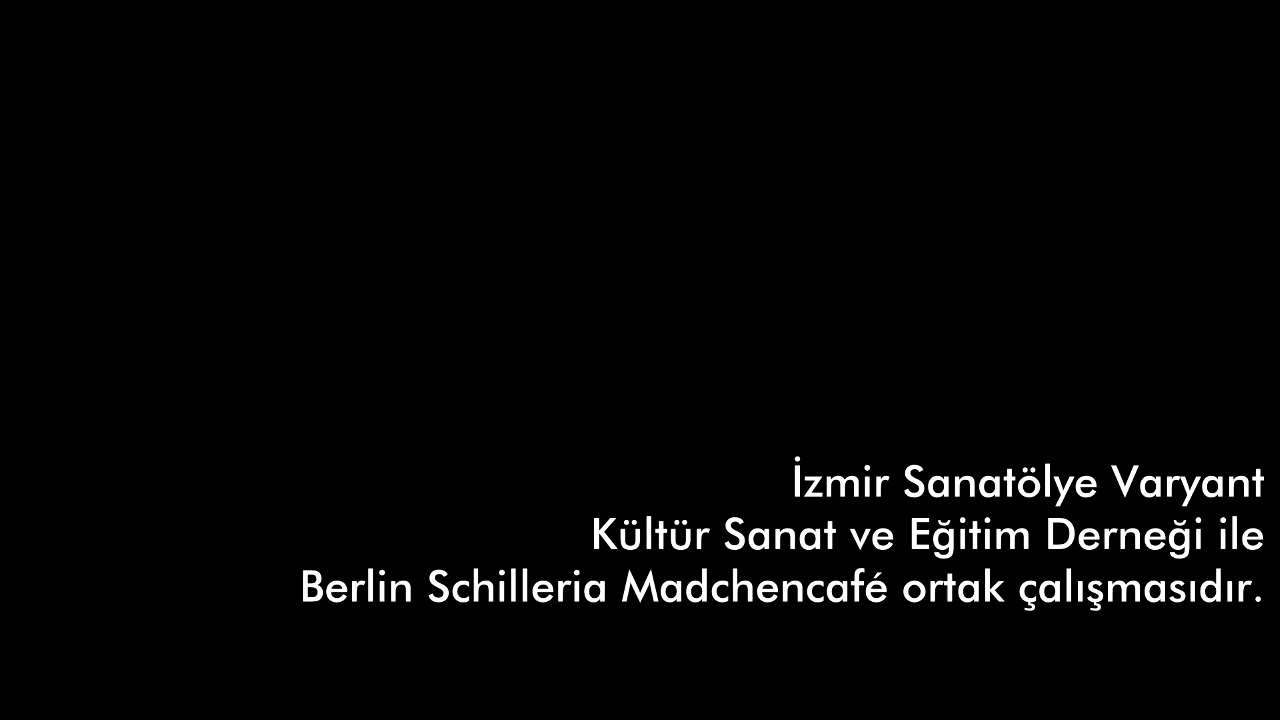 İzmir Sanatölye Varyant
Kültür Sanat ve Eğitim Derneği ile
Berlin Schilleria Madchencafé ortak çalışmasıdır.